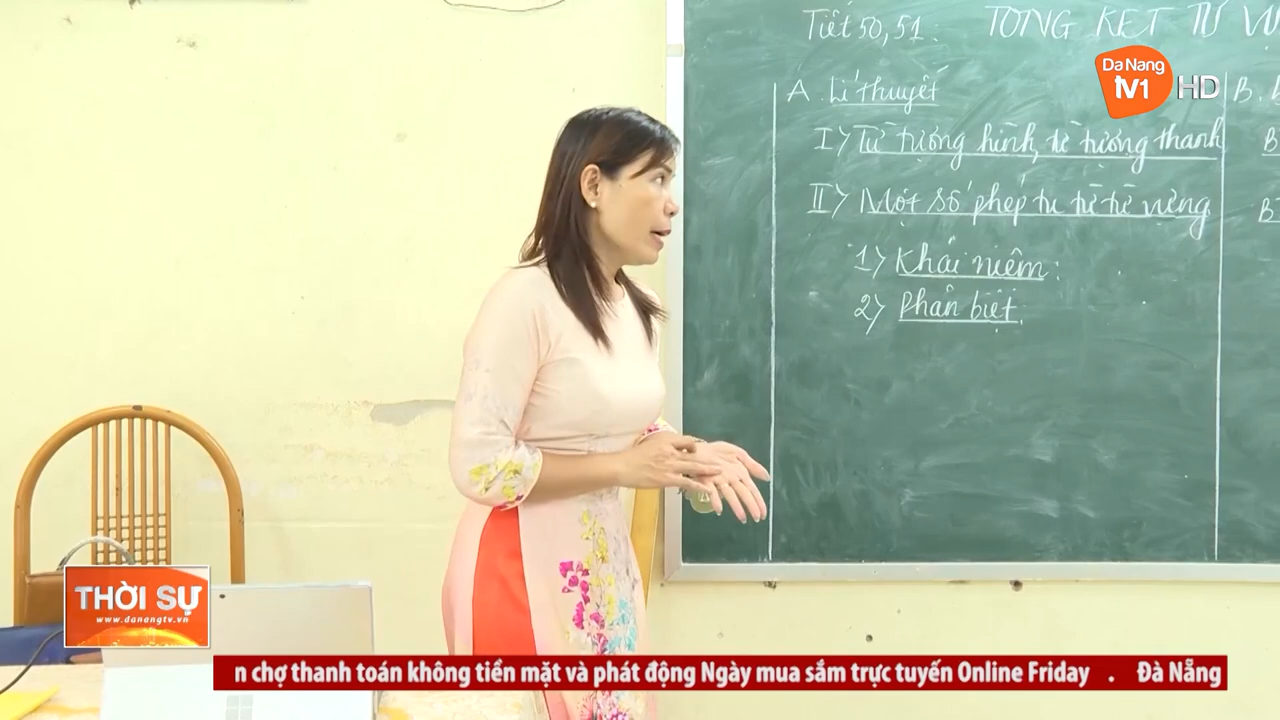 Tiết 50,51: TỔNG KẾT TỪ VỰ
Da Nang
TV1 HD
A. Lí thuyết
B.
I) Từ tượng hình, từ tượng thanh
B
II) Một số phép tu từ từ vựng
B
1) Khái niệm:
2) Phân biệt.
THỜI SỰ
www.danangtv.vn
n chợ thanh toán không tiền mặt và phát động Ngày mua sắm trực tuyến Online Friday . Đà Nẵng